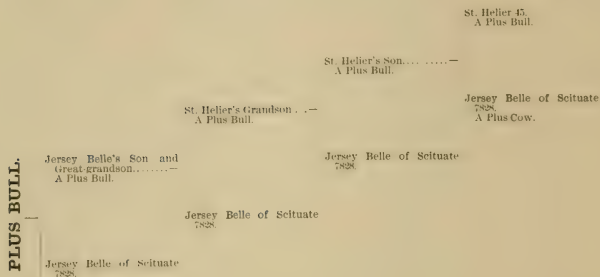 St. Helier 45.
A Plus Bull.
St. Helier's Son.... .....—
A Plus Bull.
St. Helier's Grandson . .—
A Plus Bull.
Jersey Belle of Scituate
7828.
A Plus Cow.
Jersey Belle's Son and
Great-grandson........—
A Plus Bull.
Jersey Belle of Scituate
7828.
PLUS BULL.
Jersey Belle of Scituate
7828.
Jersey Belle of Scituate
7828.